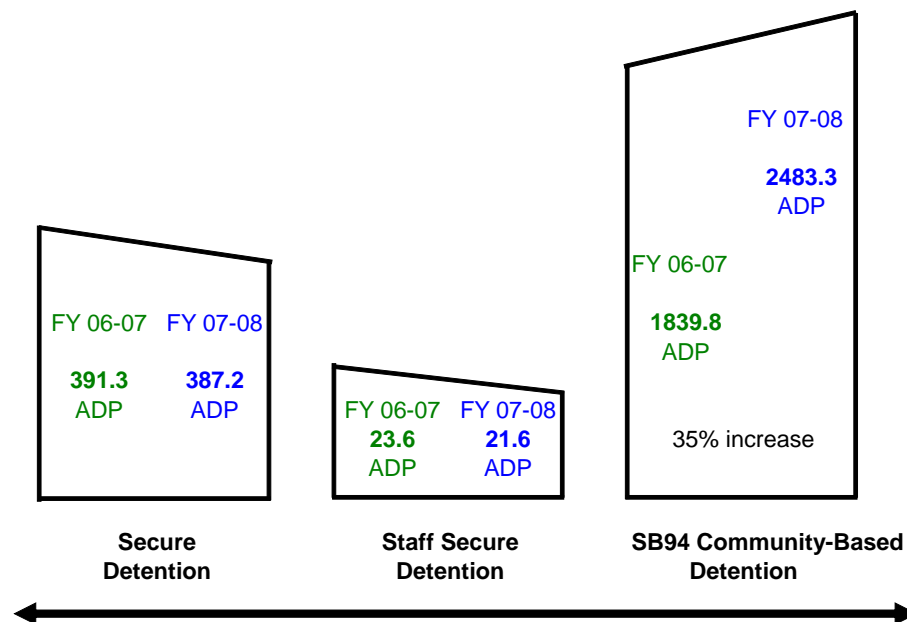 FY 07-08
2483.3
ADP
FY 06-07
1839.8
ADP
35% increase
FY 06-07 FY 07-08
391.3 387.2
ADP ADP
FY 06-07 FY 07-08
23.6 21.6
ADP ADP
Secure
Detention
Staff Secure
Detention
SB94 Community-Based
Detention